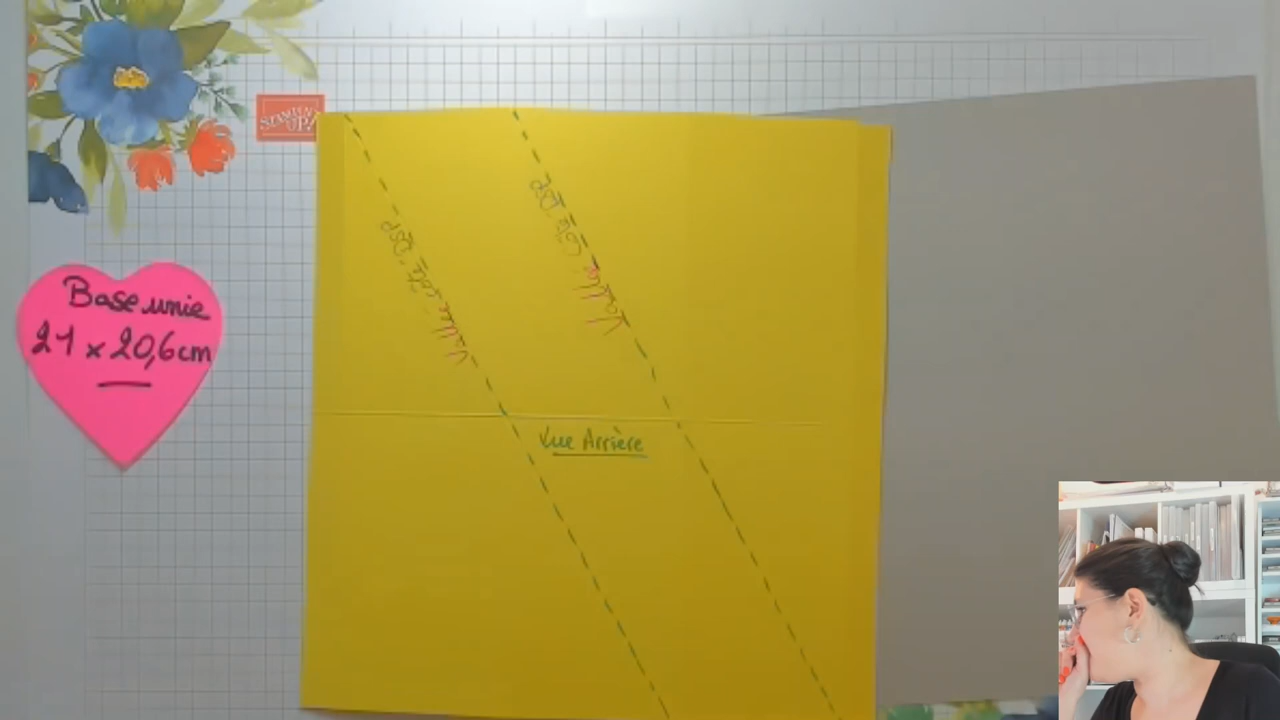 STAMPIN'
UP!
Base unie
21 x 20,6cm
Vallée côté DSP
Vallée côté DSP
Vue Arrière